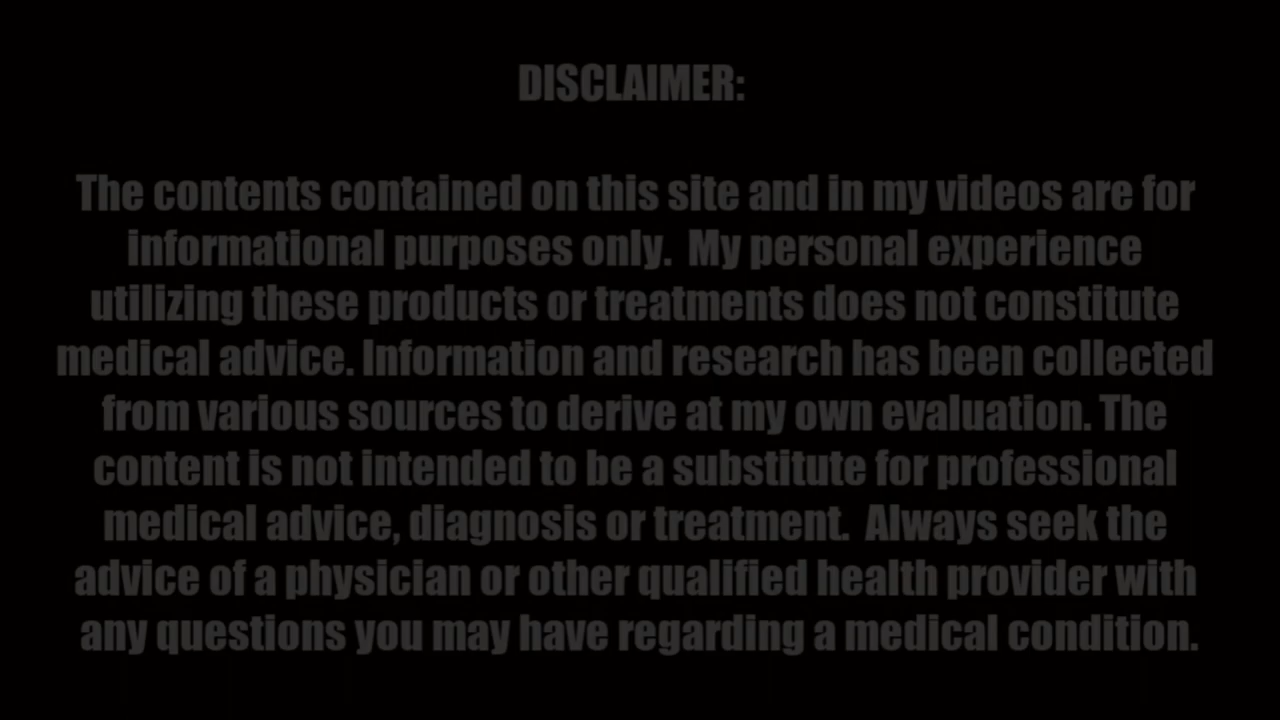 DISCLAIMER:
The contents contained on this site and in my videos are for
informational purposes only.  My personal experience
utilizing these products or treatments does not constitute
medical advice. Information and research has been collected
from various sources to derive at my own evaluation. The
content is not intended to be a substitute for professional
medical advice, diagnosis or treatment.  Always seek the
advice of a physician or other qualified health provider with
any questions you may have regarding a medical condition.